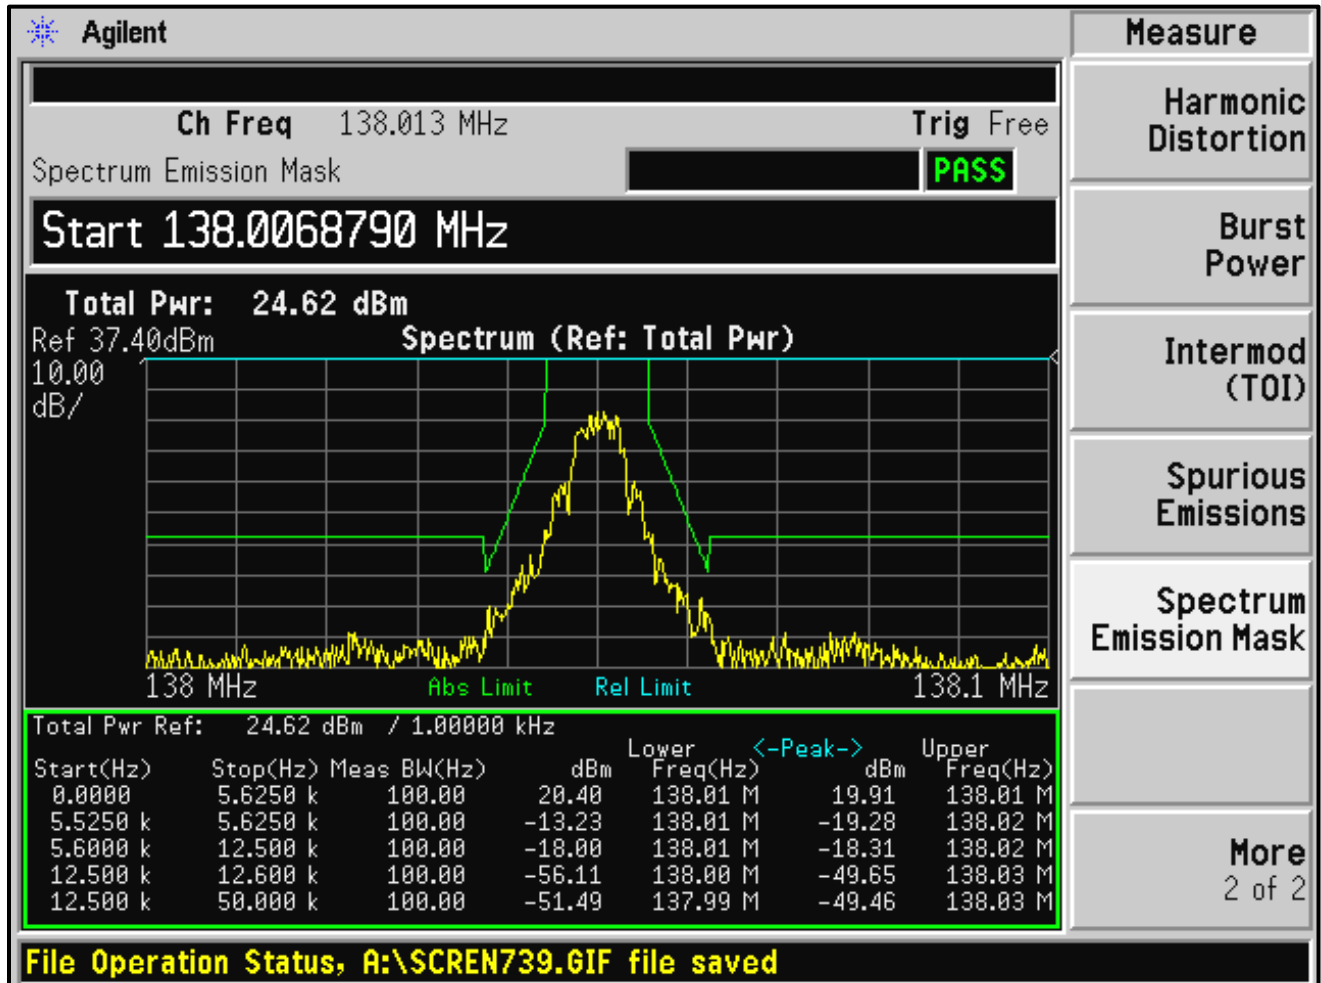 Agilent
Measure
Ch Freq 138.013 MHz Trig Free
Spectrum Emission Mask PASS
Start 138.0068790 MHz
Total Pwr: 24.62 dBm
Ref 37.40dBm Spectrum (Ref: Total Pwr)
10.00
dB/
138 MHz Abs Limit Rel Limit 138.1 MHz
Total Pwr Ref: 24.62 dBm / 1.00000 kHz
Lower <-Peak-> Upper
Start(Hz) Stop(Hz) Meas BW(Hz) dBm Freq(Hz) dBm Freq(Hz)
0.0000 5.6250 k 100.00 20.40 138.01 M 19.91 138.01 M
5.5250 k 5.6250 k 100.00 -13.23 138.01 M -19.28 138.02 M
5.6000 k 12.500 k 100.00 -18.00 138.01 M -18.31 138.02 M
12.500 k 12.600 k 100.00 -56.11 138.00 M -49.65 138.03 M
12.500 k 50.000 k 100.00 -51.49 137.99 M -49.46 138.03 M
Harmonic
Distortion
Burst
Power
Intermod
(TOI)
Spurious
Emissions
Spectrum
Emission Mask
More
2 of 2
File Operation Status, A:\SCREN739.GIF file saved